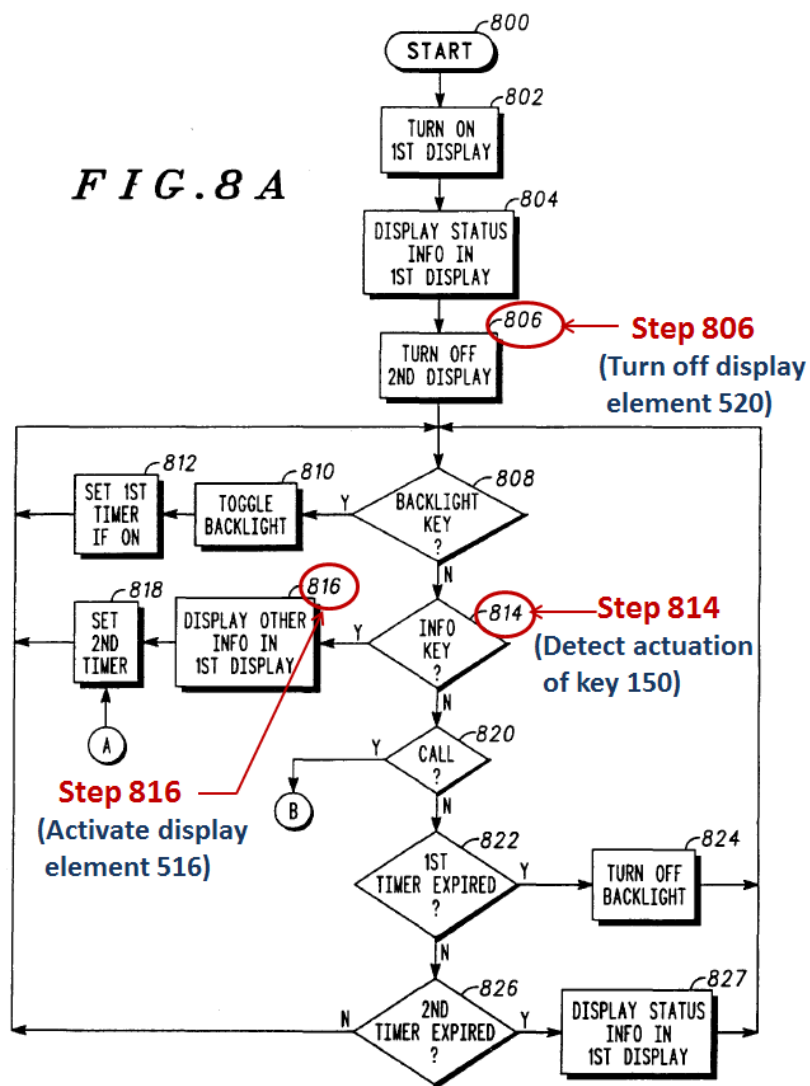 800
START
802
TURN ON
1ST DISPLAY
FIG.8A
804
DISPLAY STATUS
INFO IN
1ST DISPLAY
806
Step 806
(Turn off display
element 520)
TURN OFF
2ND DISPLAY
812
SET 1ST
TIMER
IF ON
810
TOGGLE
BACKLIGHT
Y
808
BACKLIGHT
KEY
?
N
818
SET
2ND
TIMER
816
DISPLAY OTHER
INFO IN
1ST DISPLAY
Y
814
INFO
KEY
?
Step 814
(Detect actuation
of key 150)
N
A
Y
820
CALL
?
B
N
Step 816
(Activate display
element 516)
822
1ST
TIMER EXPIRED
?
Y
824
TURN OFF
BACKLIGHT
N
826
N
2ND
TIMER EXPIRED
?
Y
827
DISPLAY STATUS
INFO IN
1ST DISPLAY